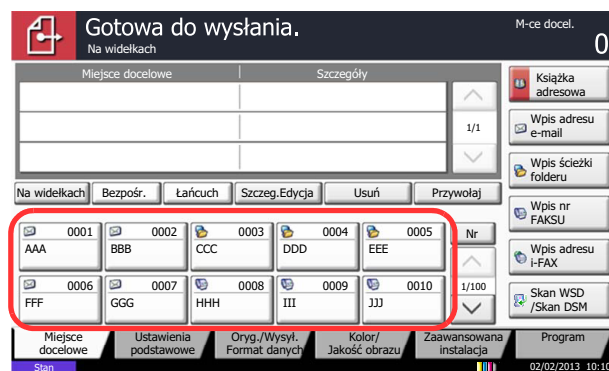 Gotowa do wysłania.
Na widełkach
M-ce docel.
0
Miejsce docelowe
Szczegóły
1/1
Książka
adresowa
Wpis adresu
e-mail
Wpis ścieżki
folderu
Wpis nr
FAKSU
Wpis adresu
i-FAX
Skan WSD
/Skan DSM
Na widełkach
Bezpośr.
Łańcuch
Szczeg.Edycja
Usuń
Przywołaj
0001
AAA
0002
BBB
0003
CCC
0004
DDD
0005
EEE
Nr
0006
FFF
0007
GGG
0008
HHH
0009
III
0010
JJJ
1/100
Miejsce
docelowe
Ustawienia
podstawowe
Oryg./Wysył.
Format danych
Kolor/
Jakość obrazu
Zaawansowana
instalacja
Program
Stan
02/02/2013 10:10